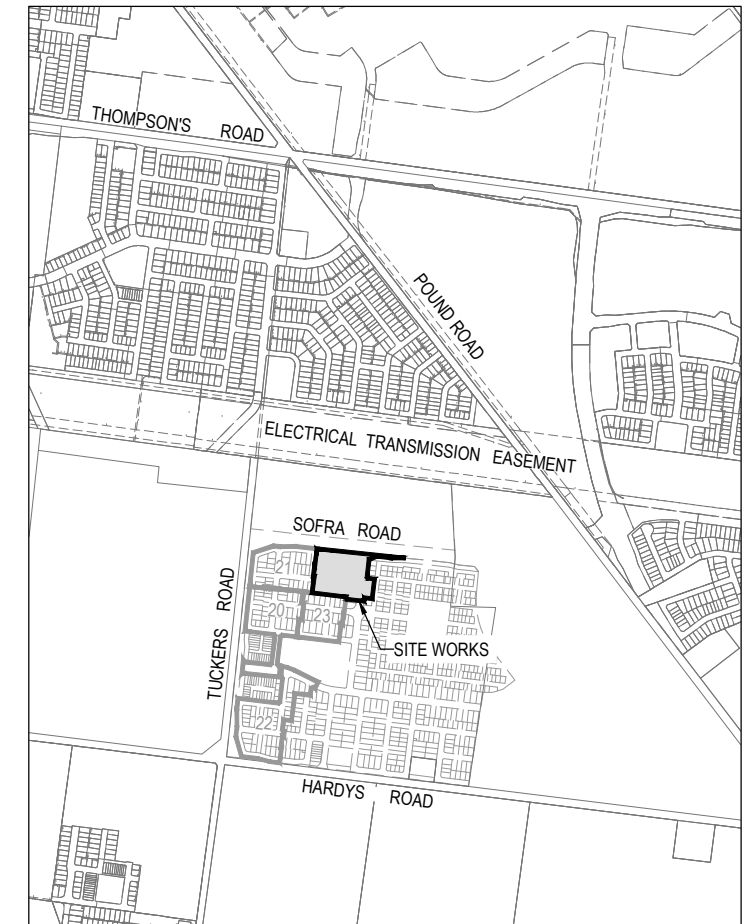 THOMPSON'S ROAD
POUND ROAD
ELECTRICAL TRANSMISSION EASEMENT
SOFRA ROAD
21
20
23
TUCKERS ROAD
SITE WORKS
22
HARDYS ROAD